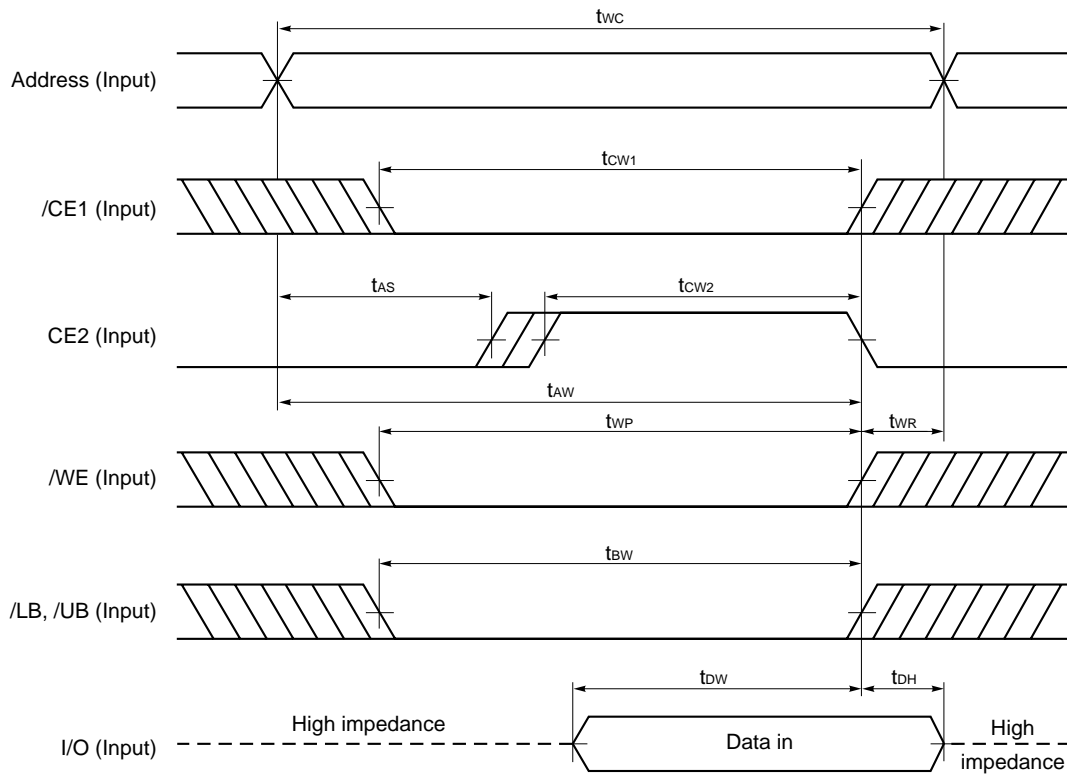 tWC
Address (Input)
tCW1
/CE1 (Input)
tAS
tCW2
CE2 (Input)
tAW
tWP
tWR
/WE (Input)
tBW
/LB, /UB (Input)
tDW
tDH
High impedance
I/O (Input)
Data in
High
impedance